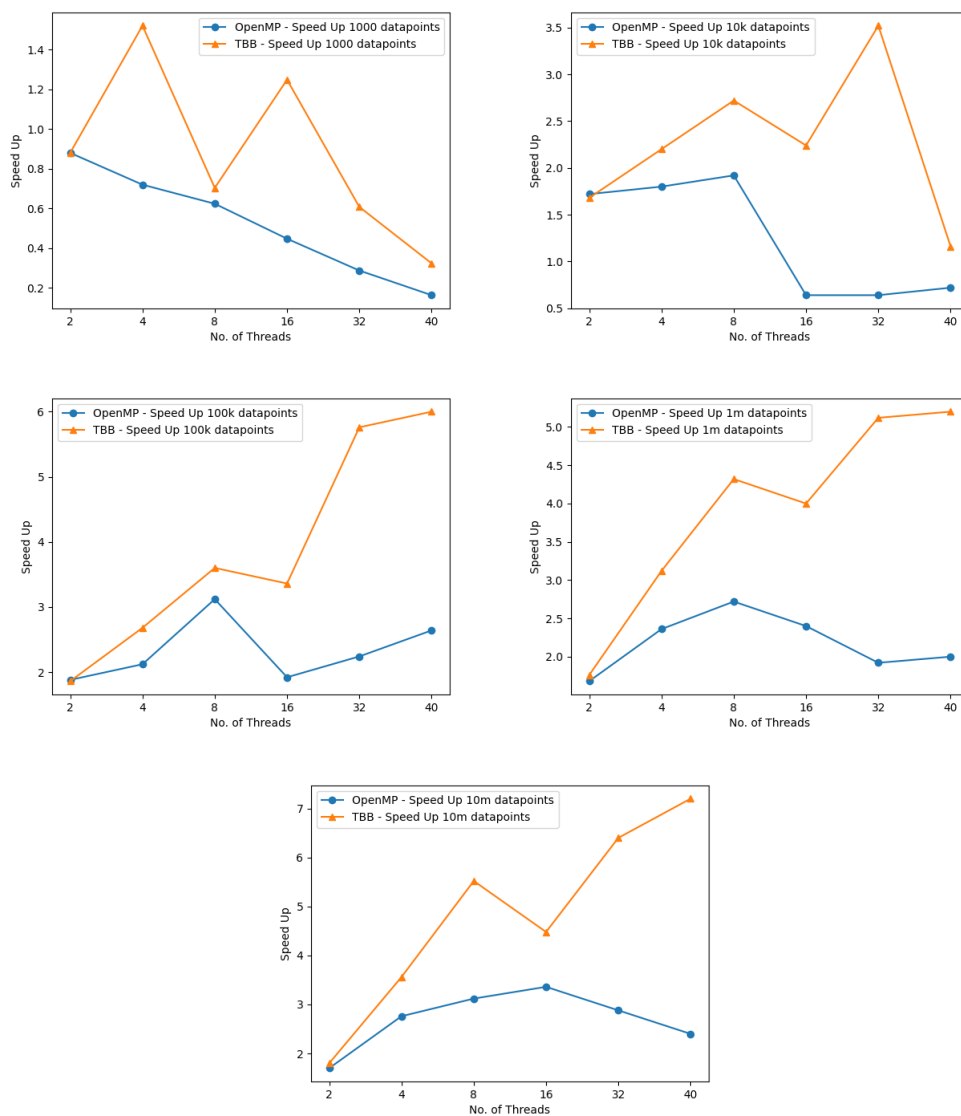 OpenMP - Speed Up 1000 datapoints
TBB - Speed Up 1000 datapoints
1.4
1.2
1.0
0.8
0.6
0.4
0.2
Speed Up
2 4 8 16 32 40
No. of Threads
OpenMP - Speed Up 10k datapoints
TBB - Speed Up 10k datapoints
3.5
3.0
2.5
2.0
1.5
1.0
0.5
Speed Up
2 4 8 16 32 40
No. of Threads
OpenMP - Speed Up 100k datapoints
TBB - Speed Up 100k datapoints
6
5
4
3
2
Speed Up
2 4 8 16 32 40
No. of Threads
OpenMP - Speed Up 1m datapoints
TBB - Speed Up 1m datapoints
5.0
4.5
4.0
3.5
3.0
2.5
2.0
Speed Up
2 4 8 16 32 40
No. of Threads
OpenMP - Speed Up 10m datapoints
TBB - Speed Up 10m datapoints
7
6
5
4
3
2
Speed Up
2 4 8 16 32 40
No. of Threads